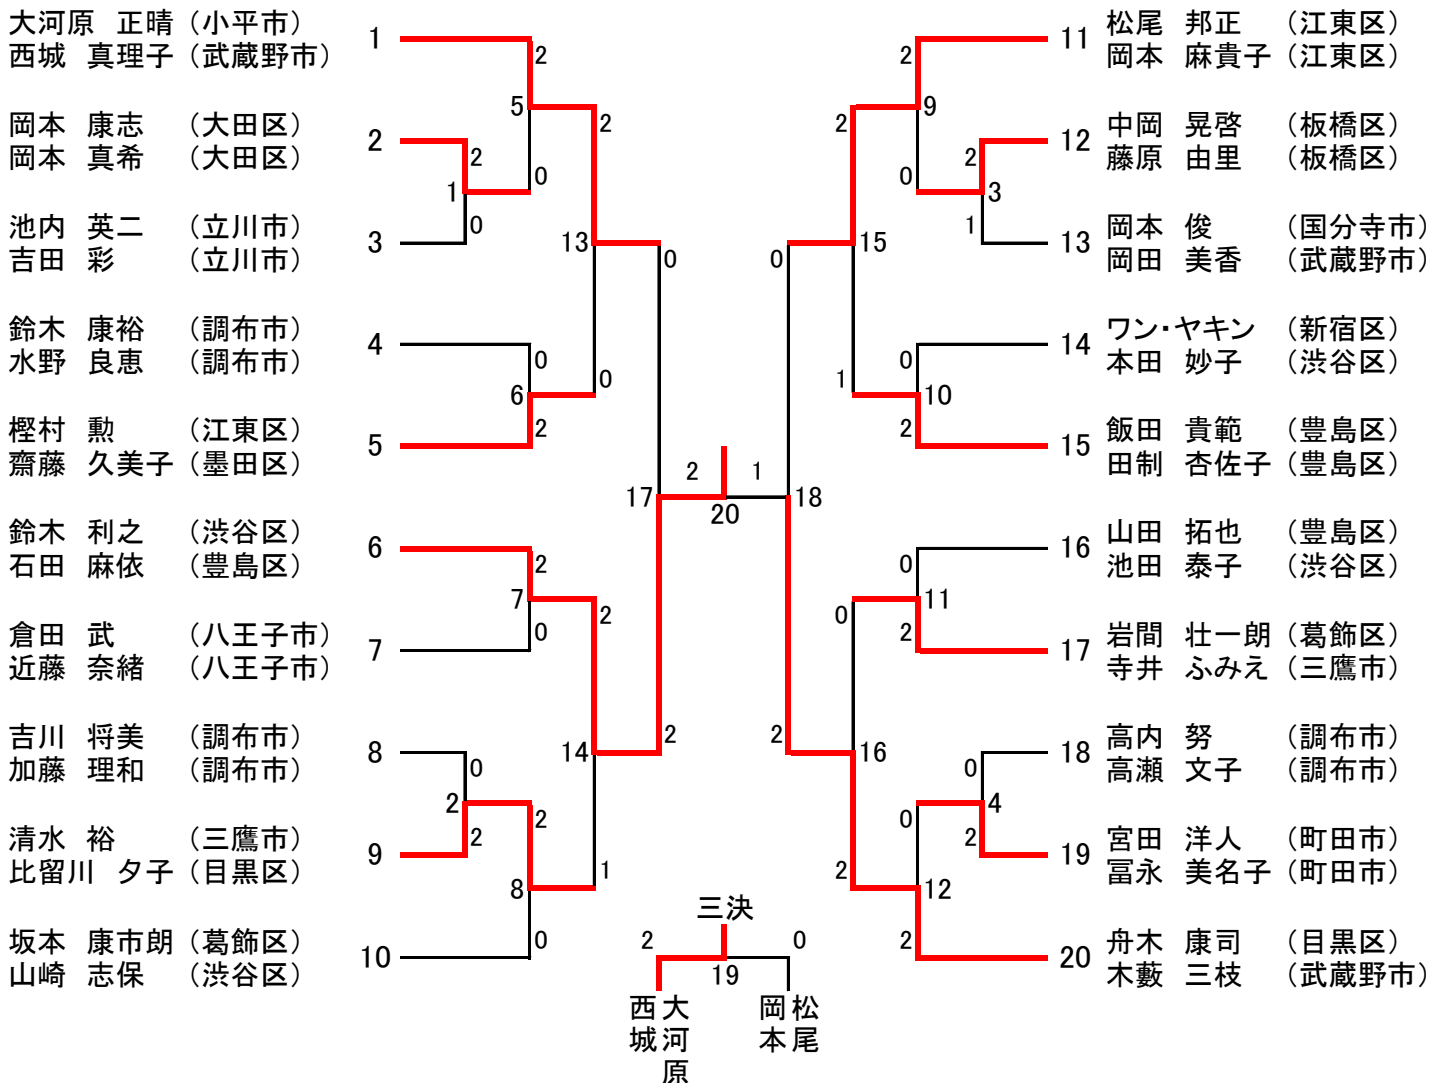 大河原 正晴 (小平市)
西城 真理子 (武蔵野市)
1
岡本 康志 (大田区)
岡本 真希 (大田区)
2
池内 英二 (立川市)
吉田 彩 (立川市)
3
鈴木 康裕 (調布市)
水野 良恵 (調布市)
4
樫村 勲 (江東区)
齋藤 久美子 (墨田区)
5
鈴木 利之 (渋谷区)
石田 麻依 (豊島区)
6
倉田 武 (八王子市)
近藤 奈緒 (八王子市)
7
吉川 将美 (調布市)
加藤 理和 (調布市)
8
清水 裕 (三鷹市)
比留川 夕子 (目黒区)
9
坂本 康市朗 (葛飾区)
山崎 志保 (渋谷区)
10
2
5
2
2
1
0
0
13
0
0
6
0
2
2
7
2
0
14
2
0
2
2
2
8
1
0
17
2
1
20
18
三決
2
0
19
西城
大河原
岡本
松尾
2
9
2
2
0
3
1
15
0
0
1
10
2
0
11
0
2
2
16
0
4
0
2
2
12
2
11
松尾 邦正 (江東区)
岡本 麻貴子 (江東区)
12
中岡 晃啓 (板橋区)
藤原 由里 (板橋区)
13
岡本 俊 (国分寺市)
岡田 美香 (武蔵野市)
14
ワン・ヤキン (新宿区)
本田 妙子 (渋谷区)
15
飯田 貴範 (豊島区)
田制 杏佐子 (豊島区)
16
山田 拓也 (豊島区)
池田 泰子 (渋谷区)
17
岩間 壮一朗 (葛飾区)
寺井 ふみえ (三鷹市)
18
高内 努 (調布市)
高瀬 文子 (調布市)
19
宮田 洋人 (町田市)
冨永 美名子 (町田市)
20
舟木 康司 (目黒区)
木藪 三枝 (武蔵野市)